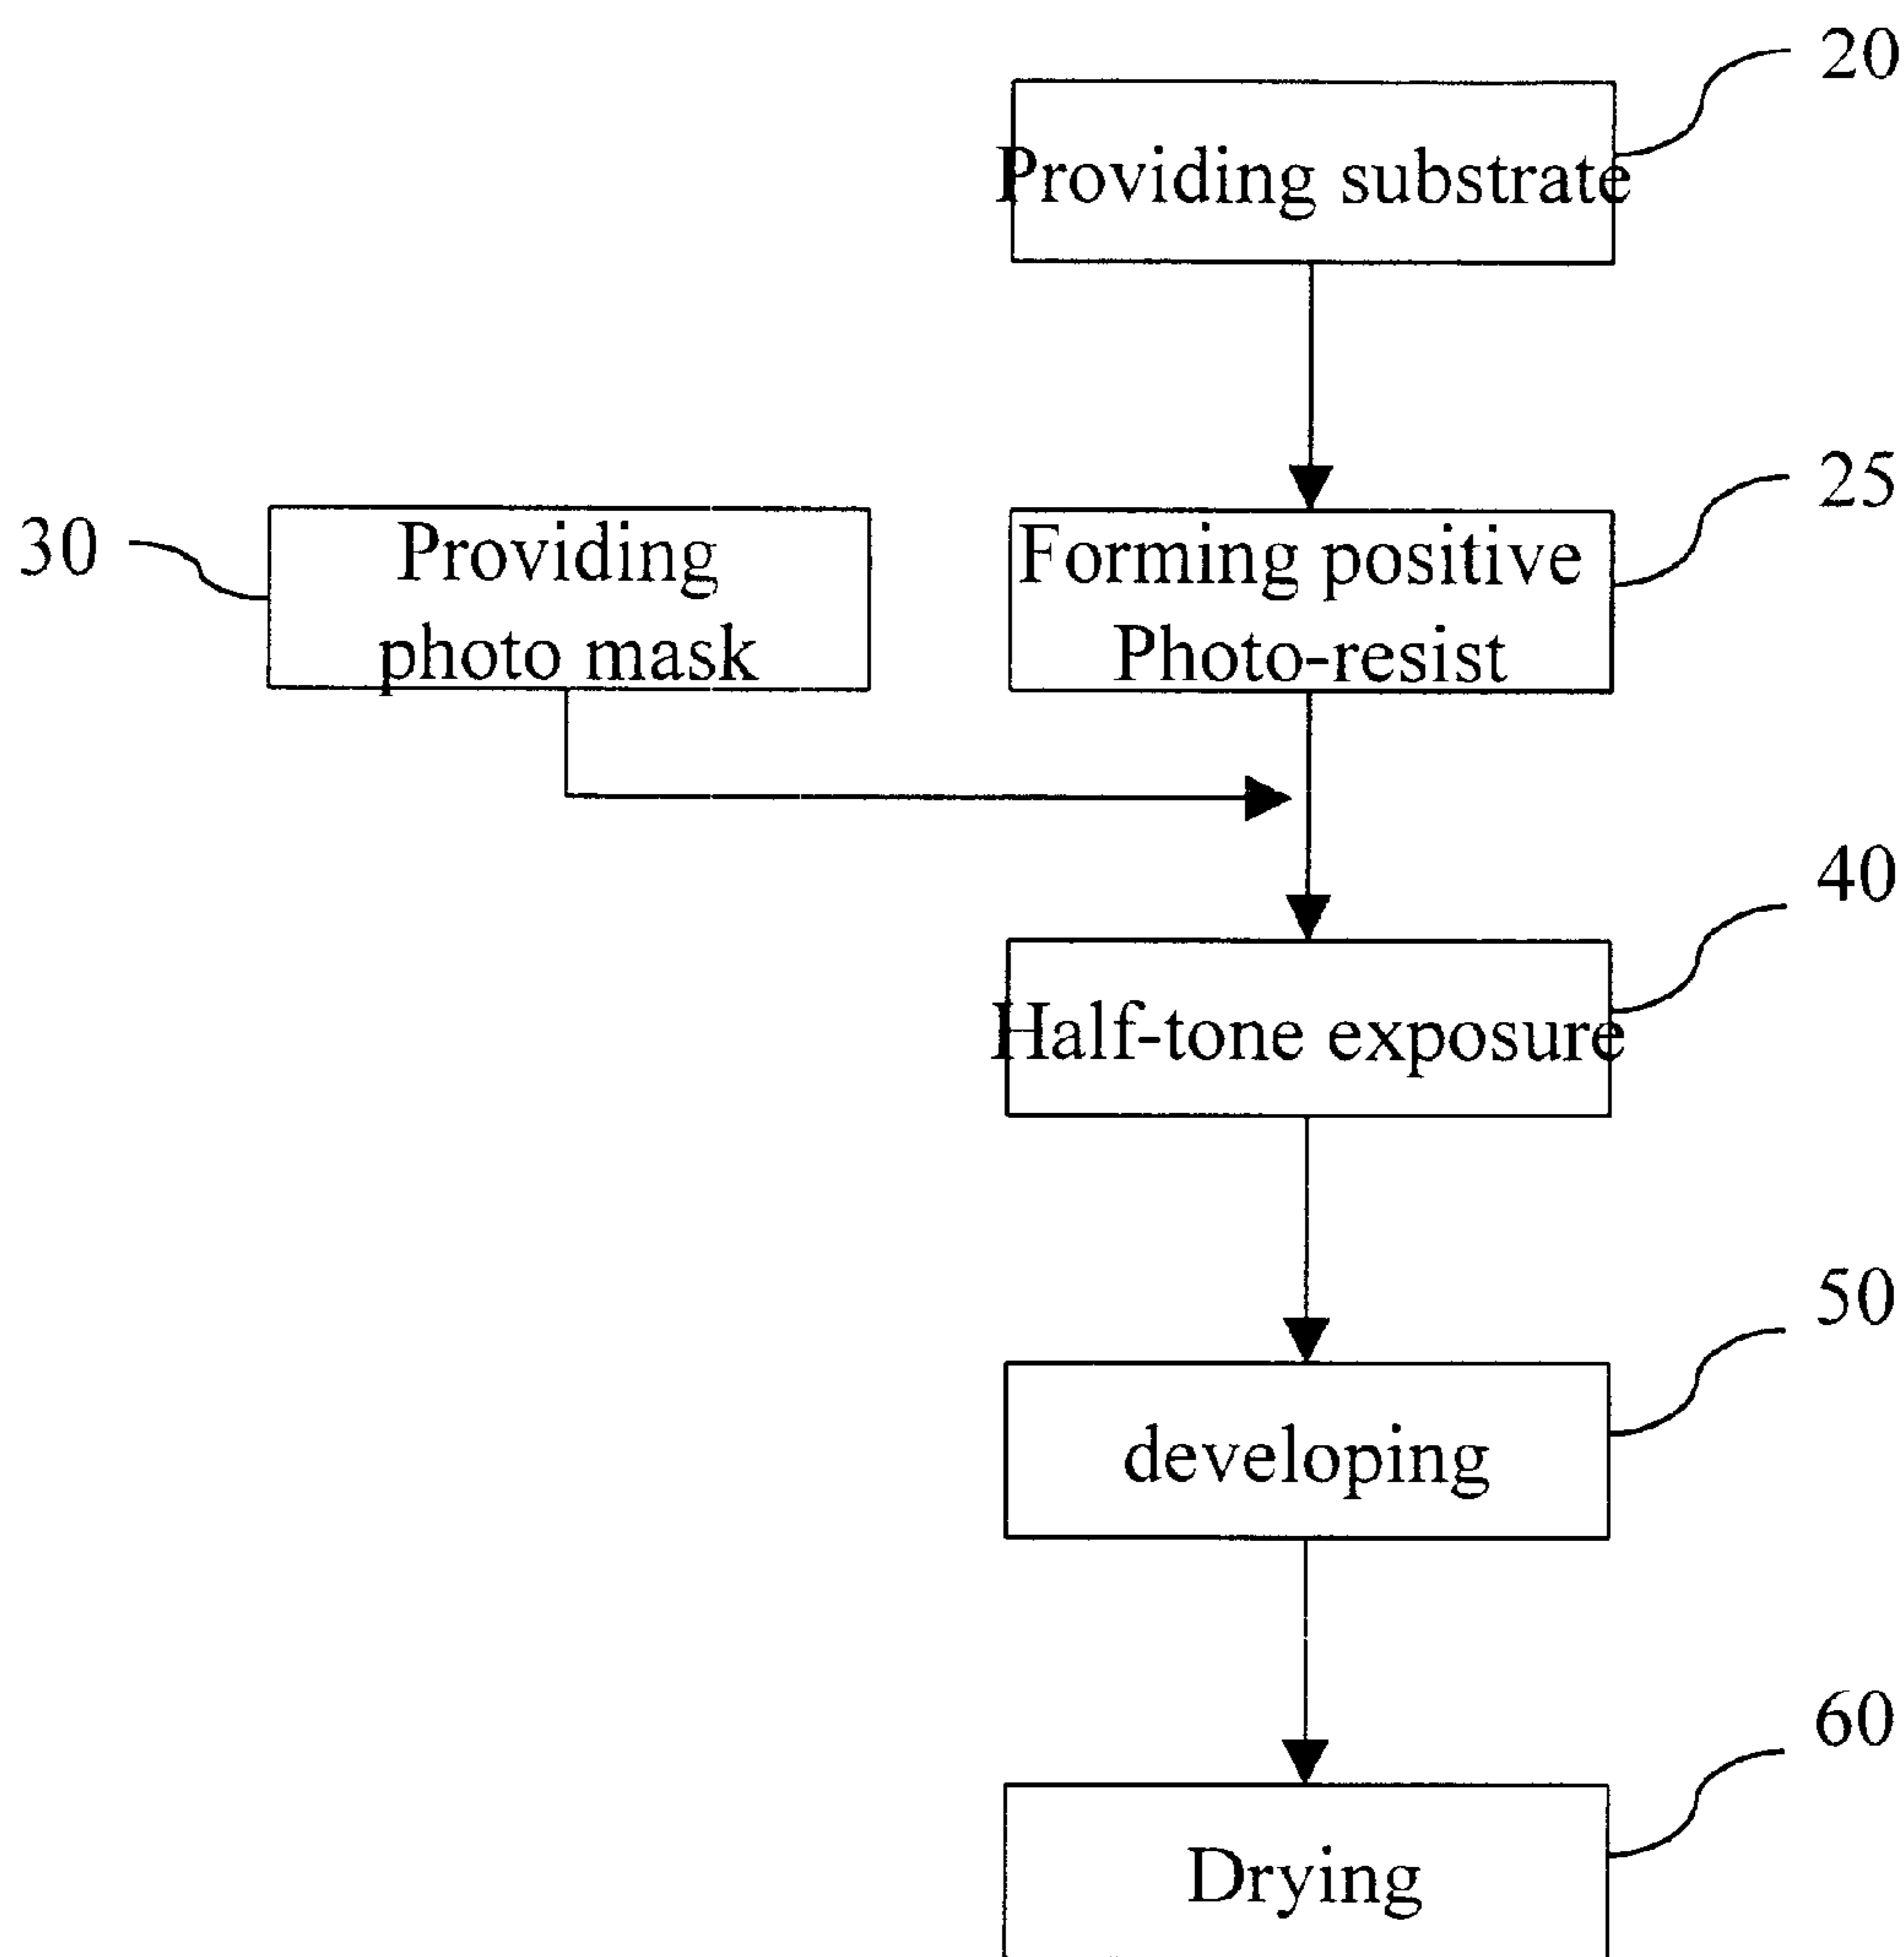 20
Providing substrate
25
30
Providing
photo mask
Forming positive
Photo-resist
40
Half-tone exposure
50
developing
60
Drying